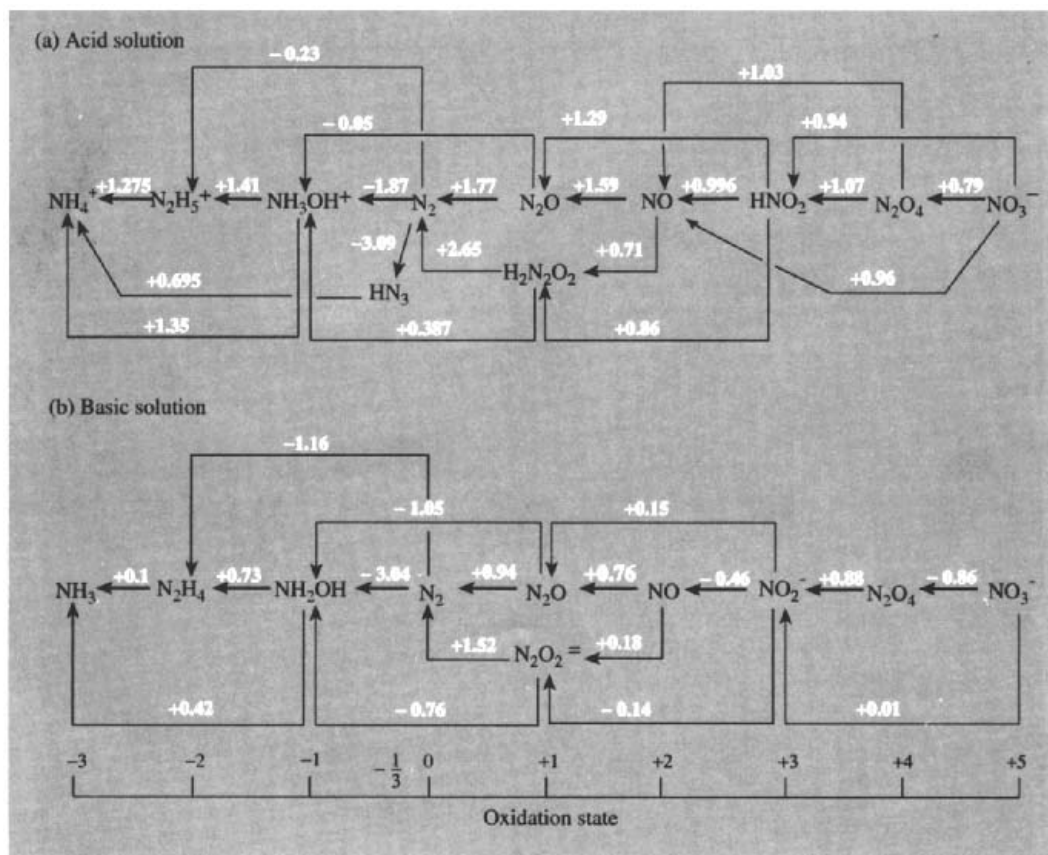 (a) Acid solution
− 0.23
+1.03
− 0.05
+1.29
+0.94
NH₄⁺ +1.275 N₂H₅⁺ +1.41 NH₃OH⁺ −1.87 N₂ +1.77 N₂O +1.59 NO +0.996 HNO₂ +1.07 N₂O₄ +0.79 NO₃⁻
−3.09 +2.65 H₂N₂O₂ +0.71
+0.695 HN₃ +0.96
+1.35 +0.387 +0.86
(b) Basic solution
−1.16
− 1.05 +0.15
NH₃ +0.1 N₂H₄ +0.73 NH₂OH − 3.04 N₂ +0.94 N₂O +0.76 NO − 0.46 NO₂⁻ +0.88 N₂O₄ − 0.86 NO₃⁻
+1.52 N₂O₂⁼ +0.18
+0.42 − 0.76 − 0.14 +0.01
−3 −2 −1 −1/3 0 +1 +2 +3 +4 +5
Oxidation state